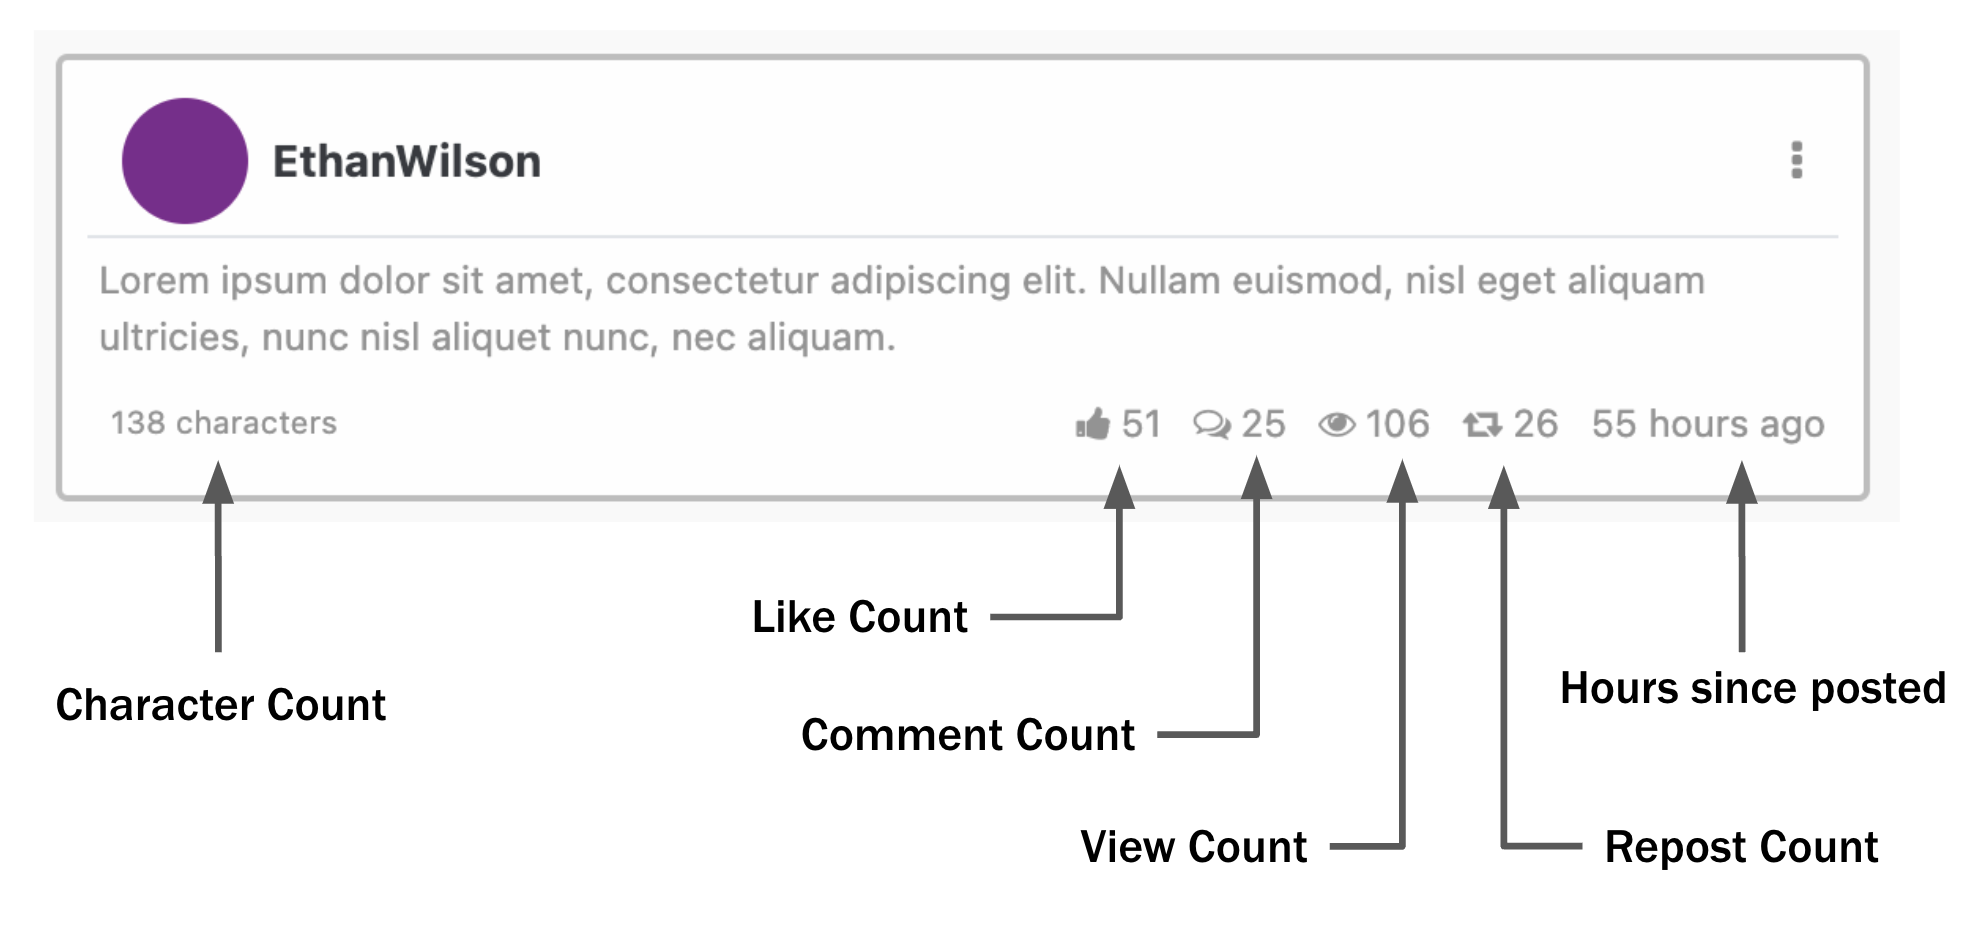 EthanWilson
Lorem ipsum dolor sit amet, consectetur adipiscing elit. Nullam euismod, nisl eget aliquam
ultricies, nunc nisl aliquet nunc, nec aliquam.
138 characters 51 25 106 26 55 hours ago
Like Count
Character Count
Hours since posted
Comment Count
View Count
Repost Count